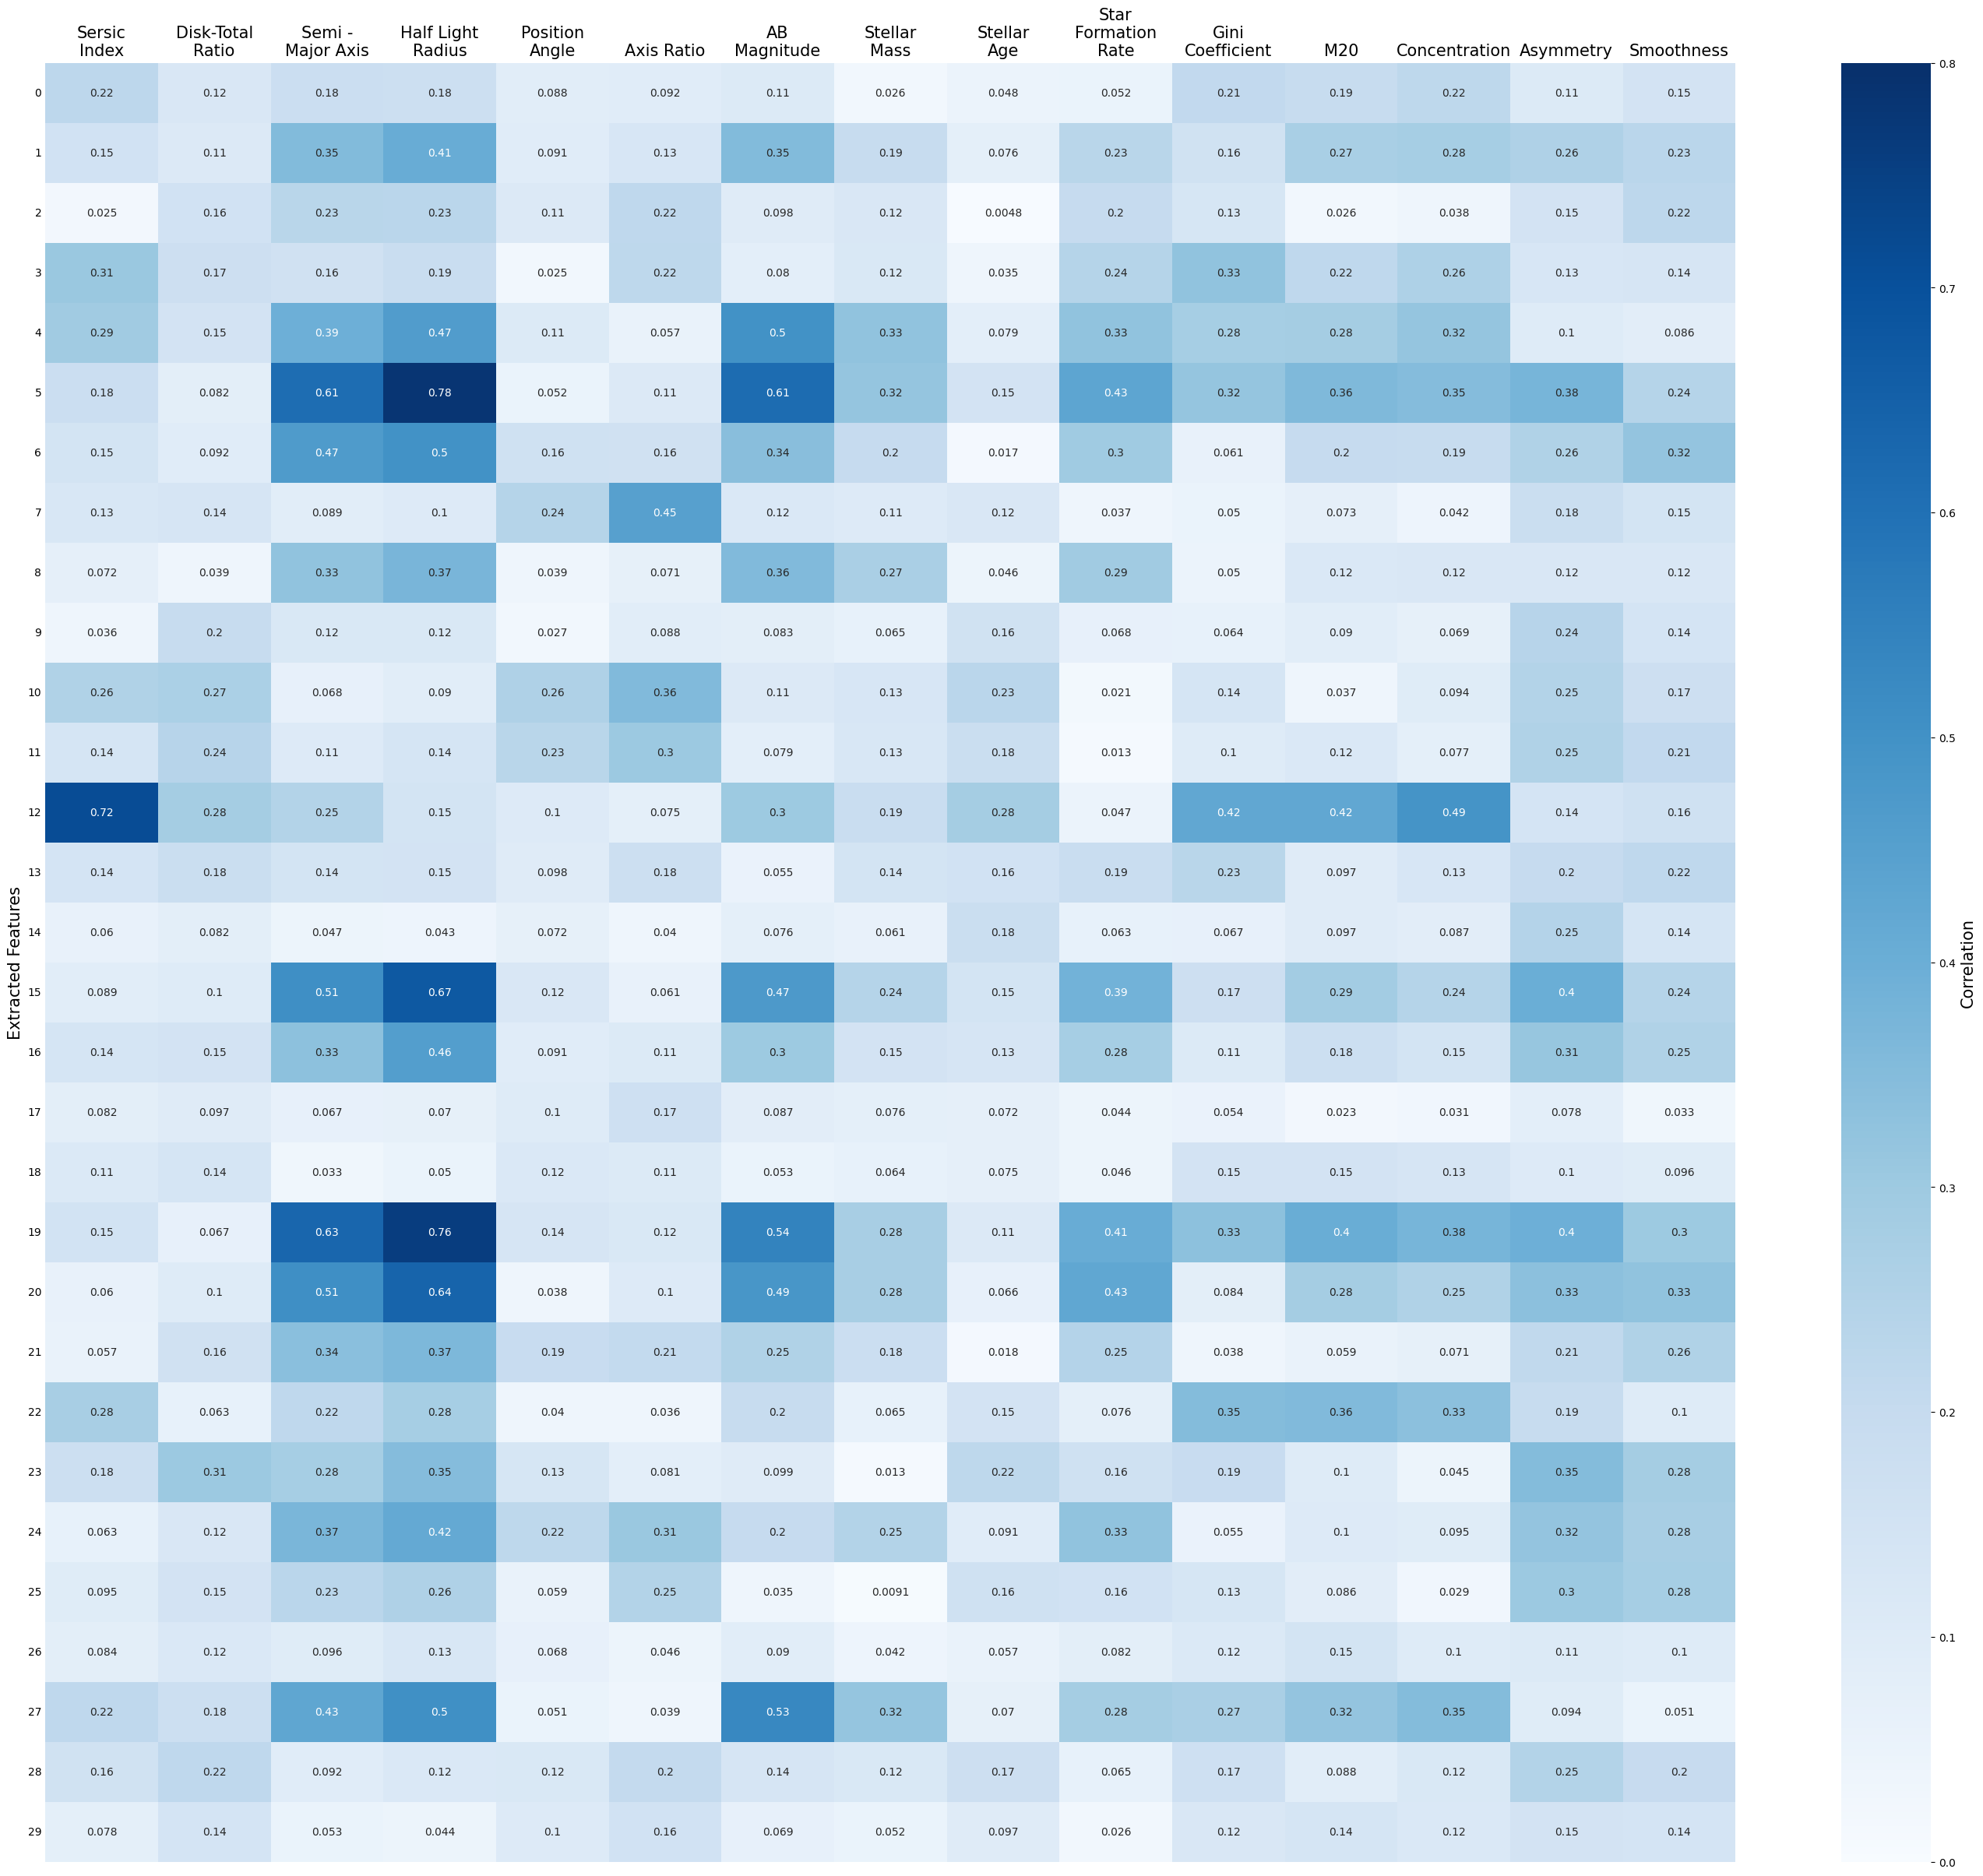 Star
Sersic Disk-Total Semi - Half Light Position AB Stellar Stellar Formation Gini
Index Ratio Major Axis Radius Angle Axis Ratio Magnitude Mass Age Rate Coefficient M20 Concentration Asymmetry Smoothness
0 0.22 0.12 0.18 0.18 0.088 0.092 0.11 0.026 0.048 0.052 0.21 0.19 0.22 0.11 0.15
1 0.15 0.11 0.35 0.41 0.091 0.13 0.35 0.19 0.076 0.23 0.16 0.27 0.28 0.26 0.23
2 0.025 0.16 0.23 0.23 0.11 0.22 0.098 0.12 0.0048 0.2 0.13 0.026 0.038 0.15 0.22
3 0.31 0.17 0.16 0.19 0.025 0.22 0.08 0.12 0.035 0.24 0.33 0.22 0.26 0.13 0.14
4 0.29 0.15 0.39 0.47 0.11 0.057 0.5 0.33 0.079 0.33 0.28 0.28 0.32 0.1 0.086
5 0.18 0.082 0.61 0.78 0.052 0.11 0.61 0.32 0.15 0.43 0.32 0.36 0.35 0.38 0.24
6 0.15 0.092 0.47 0.5 0.16 0.16 0.34 0.2 0.017 0.3 0.061 0.2 0.19 0.26 0.32
7 0.13 0.14 0.089 0.1 0.24 0.45 0.12 0.11 0.12 0.037 0.05 0.073 0.042 0.18 0.15
8 0.072 0.039 0.33 0.37 0.039 0.071 0.36 0.27 0.046 0.29 0.05 0.12 0.12 0.12 0.12
9 0.036 0.2 0.12 0.12 0.027 0.088 0.083 0.065 0.16 0.068 0.064 0.09 0.069 0.24 0.14
10 0.26 0.27 0.068 0.09 0.26 0.36 0.11 0.13 0.23 0.021 0.14 0.037 0.094 0.25 0.17
11 0.14 0.24 0.11 0.14 0.23 0.3 0.079 0.13 0.18 0.013 0.1 0.12 0.077 0.25 0.21
12 0.72 0.28 0.25 0.15 0.1 0.075 0.3 0.19 0.28 0.047 0.42 0.42 0.49 0.14 0.16
13 0.14 0.18 0.14 0.15 0.098 0.18 0.055 0.14 0.16 0.19 0.23 0.097 0.13 0.2 0.22
14 0.06 0.082 0.047 0.043 0.072 0.04 0.076 0.061 0.18 0.063 0.067 0.097 0.087 0.25 0.14
15 0.089 0.1 0.51 0.67 0.12 0.061 0.47 0.24 0.15 0.39 0.17 0.29 0.24 0.4 0.24
16 0.14 0.15 0.33 0.46 0.091 0.11 0.3 0.15 0.13 0.28 0.11 0.18 0.15 0.31 0.25
17 0.082 0.097 0.067 0.07 0.1 0.17 0.087 0.076 0.072 0.044 0.054 0.023 0.031 0.078 0.033
18 0.11 0.14 0.033 0.05 0.12 0.11 0.053 0.064 0.075 0.046 0.15 0.15 0.13 0.1 0.096
19 0.15 0.067 0.63 0.76 0.14 0.12 0.54 0.28 0.11 0.41 0.33 0.4 0.38 0.4 0.3
20 0.06 0.1 0.51 0.64 0.038 0.1 0.49 0.28 0.066 0.43 0.084 0.28 0.25 0.33 0.33
21 0.057 0.16 0.34 0.37 0.19 0.21 0.25 0.18 0.018 0.25 0.038 0.059 0.071 0.21 0.26
22 0.28 0.063 0.22 0.28 0.04 0.036 0.2 0.065 0.15 0.076 0.35 0.36 0.33 0.19 0.1
23 0.18 0.31 0.28 0.35 0.13 0.081 0.099 0.013 0.22 0.16 0.19 0.1 0.045 0.35 0.28
24 0.063 0.12 0.37 0.42 0.22 0.31 0.2 0.25 0.091 0.33 0.055 0.1 0.095 0.32 0.28
25 0.095 0.15 0.23 0.26 0.059 0.25 0.035 0.0091 0.16 0.16 0.13 0.086 0.029 0.3 0.28
26 0.084 0.12 0.096 0.13 0.068 0.046 0.09 0.042 0.057 0.082 0.12 0.15 0.1 0.11 0.1
27 0.22 0.18 0.43 0.5 0.051 0.039 0.53 0.32 0.07 0.28 0.27 0.32 0.35 0.094 0.051
28 0.16 0.22 0.092 0.12 0.12 0.2 0.14 0.12 0.17 0.065 0.17 0.088 0.12 0.25 0.2
29 0.078 0.14 0.053 0.044 0.1 0.16 0.069 0.052 0.097 0.026 0.12 0.14 0.12 0.15 0.14
Extracted Features
0.8
0.7
0.6
0.5
0.4
0.3
0.2
0.1
0.0
Correlation